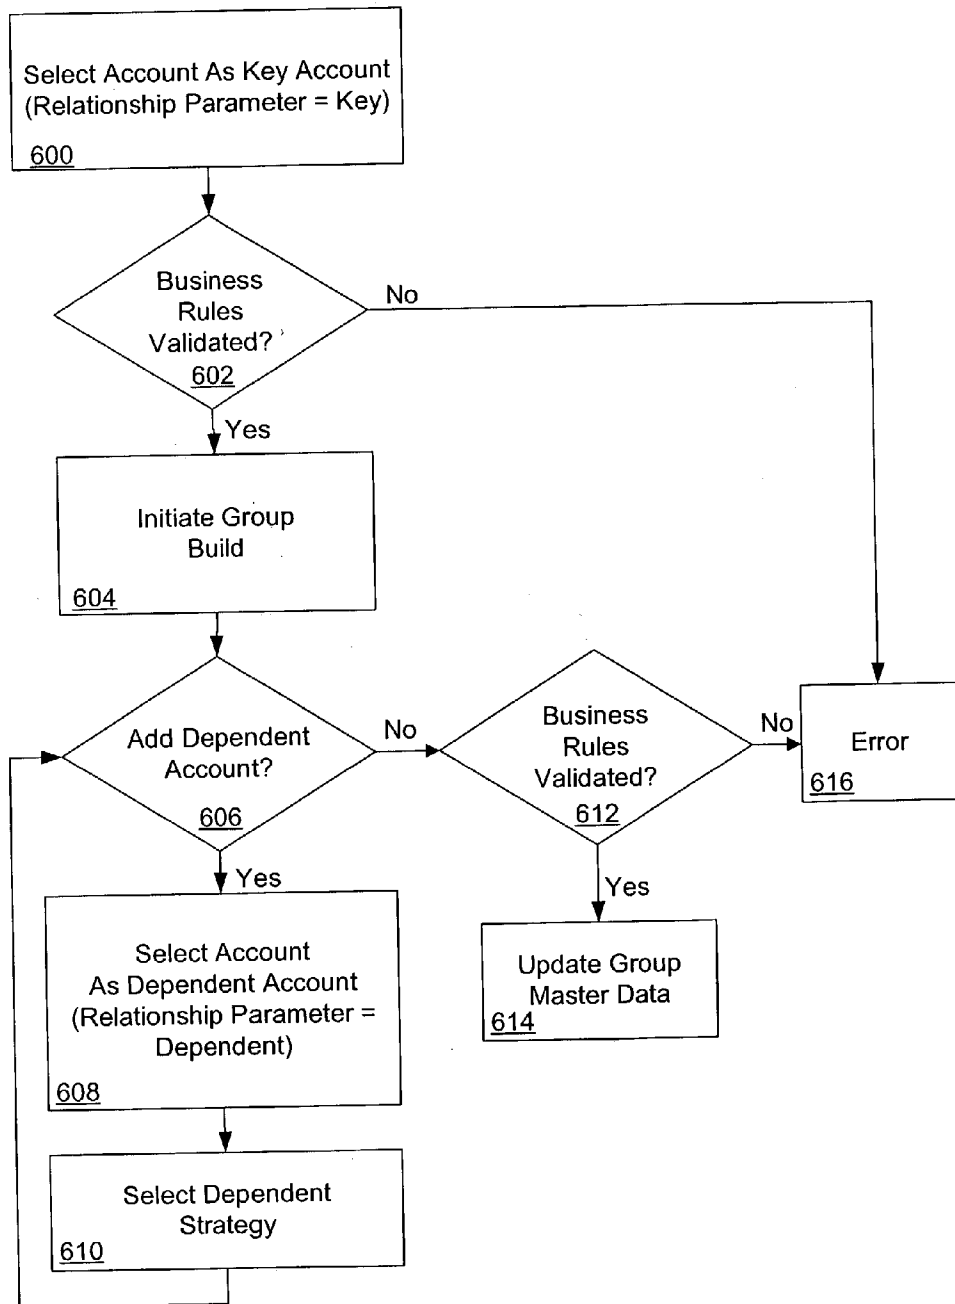 Select Account As Key Account
(Relationship Parameter = Key)
600
Business
Rules
Validated?
602
No
Yes
Initiate Group
Build
604
Add Dependent
Account?
606
No
Business
Rules
Validated?
612
No
Error
616
Yes
Yes
Select Account
As Dependent Account
(Relationship Parameter =
Dependent)
608
Update Group
Master Data
614
Select Dependent
Strategy
610